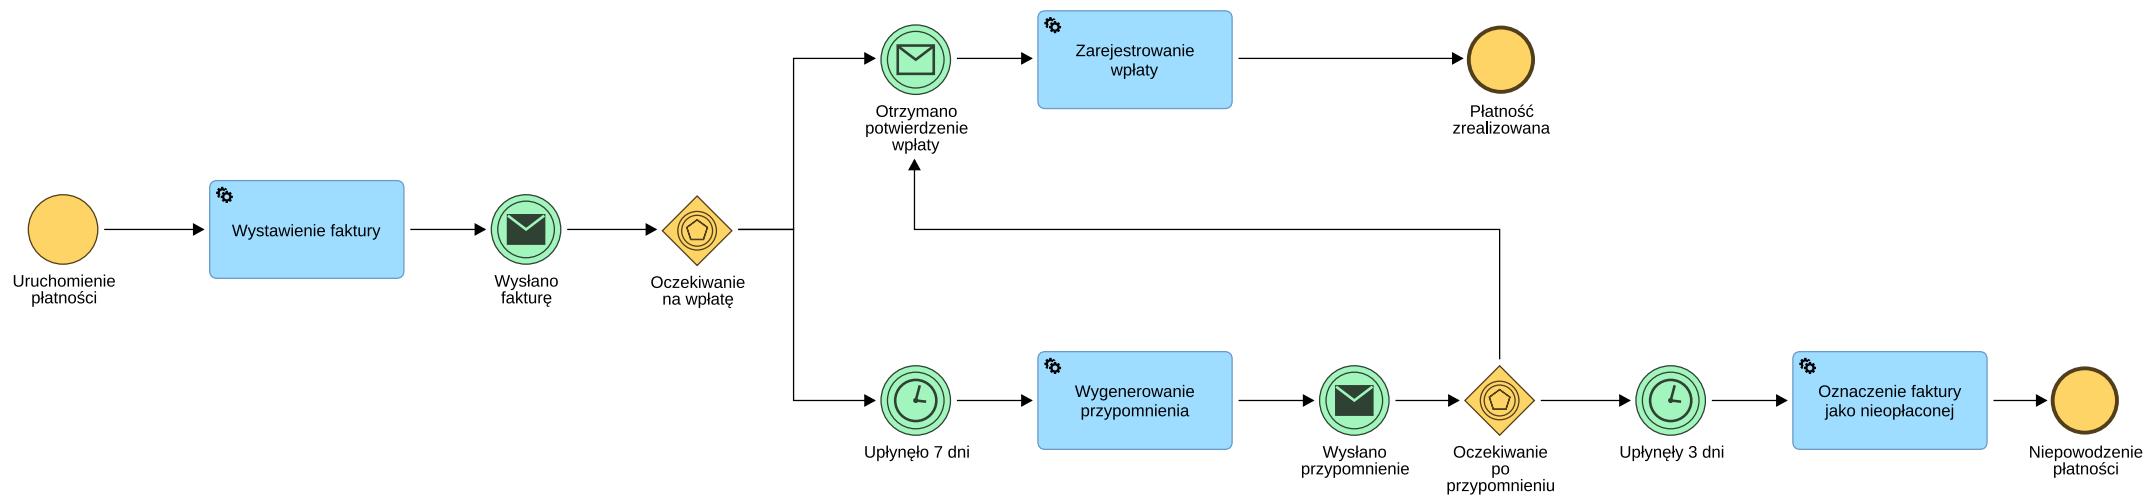 Zarejestrowanie
wpłaty
Otrzymano
potwierdzenie
wpłaty
Płatność
zrealizowana
Wystawienie faktury
Uruchomienie
płatności
Wysłano
fakturę
Oczekiwanie
na wpłatę
Wygenerowanie
przypomnienia
Oznaczenie faktury
jako nieopłaconej
Upłynęło 7 dni
Wysłano
przypomnienie
Oczekiwanie
po
przypomnieniu
Upłynęły 3 dni
Niepowodzenie
płatności